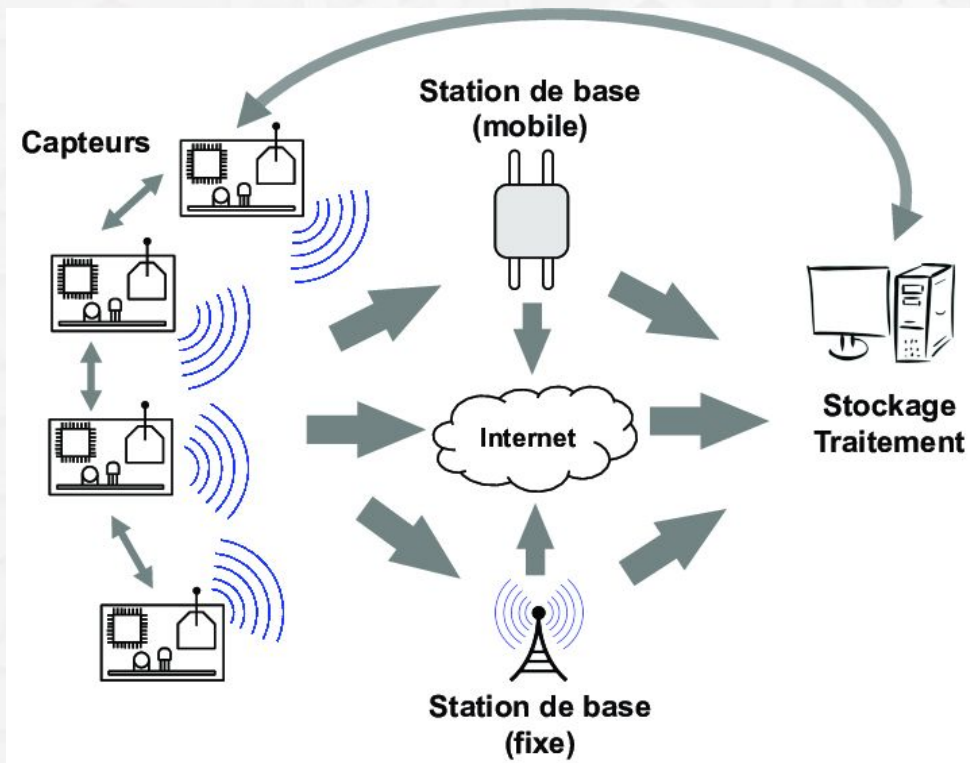 Station de base
(mobile)
Capteurs
Internet
Stockage
Traitement
Station de base
(fixe)